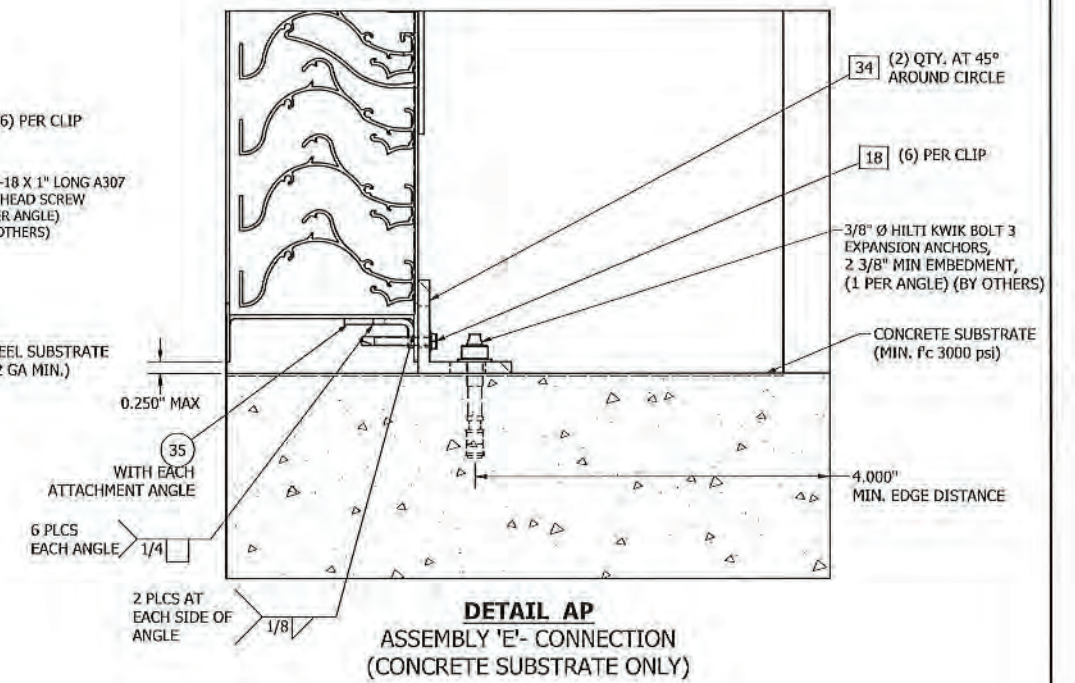 6) PER CLIP
-18 X 1" LONG A307
HEAD SCREW
ER ANGLE)
OTHERS)
EEL SUBSTRATE
2 GA MIN.)
0.250" MAX
35
WITH EACH
ATTACHMENT ANGLE
6 PLCS
EACH ANGLE
1/4
2 PLCS AT
EACH SIDE OF
ANGLE
1/8
34 (2) QTY. AT 45°
AROUND CIRCLE
18 (6) PER CLIP
3/8" Ø HILTI KWIK BOLT 3
EXPANSION ANCHORS,
2 3/8" MIN EMBEDMENT,
(1 PER ANGLE) (BY OTHERS)
CONCRETE SUBSTRATE
(MIN. f'c 3000 psi)
4.000"
MIN. EDGE DISTANCE
DETAIL AP
ASSEMBLY 'E'- CONNECTION
(CONCRETE SUBSTRATE ONLY)